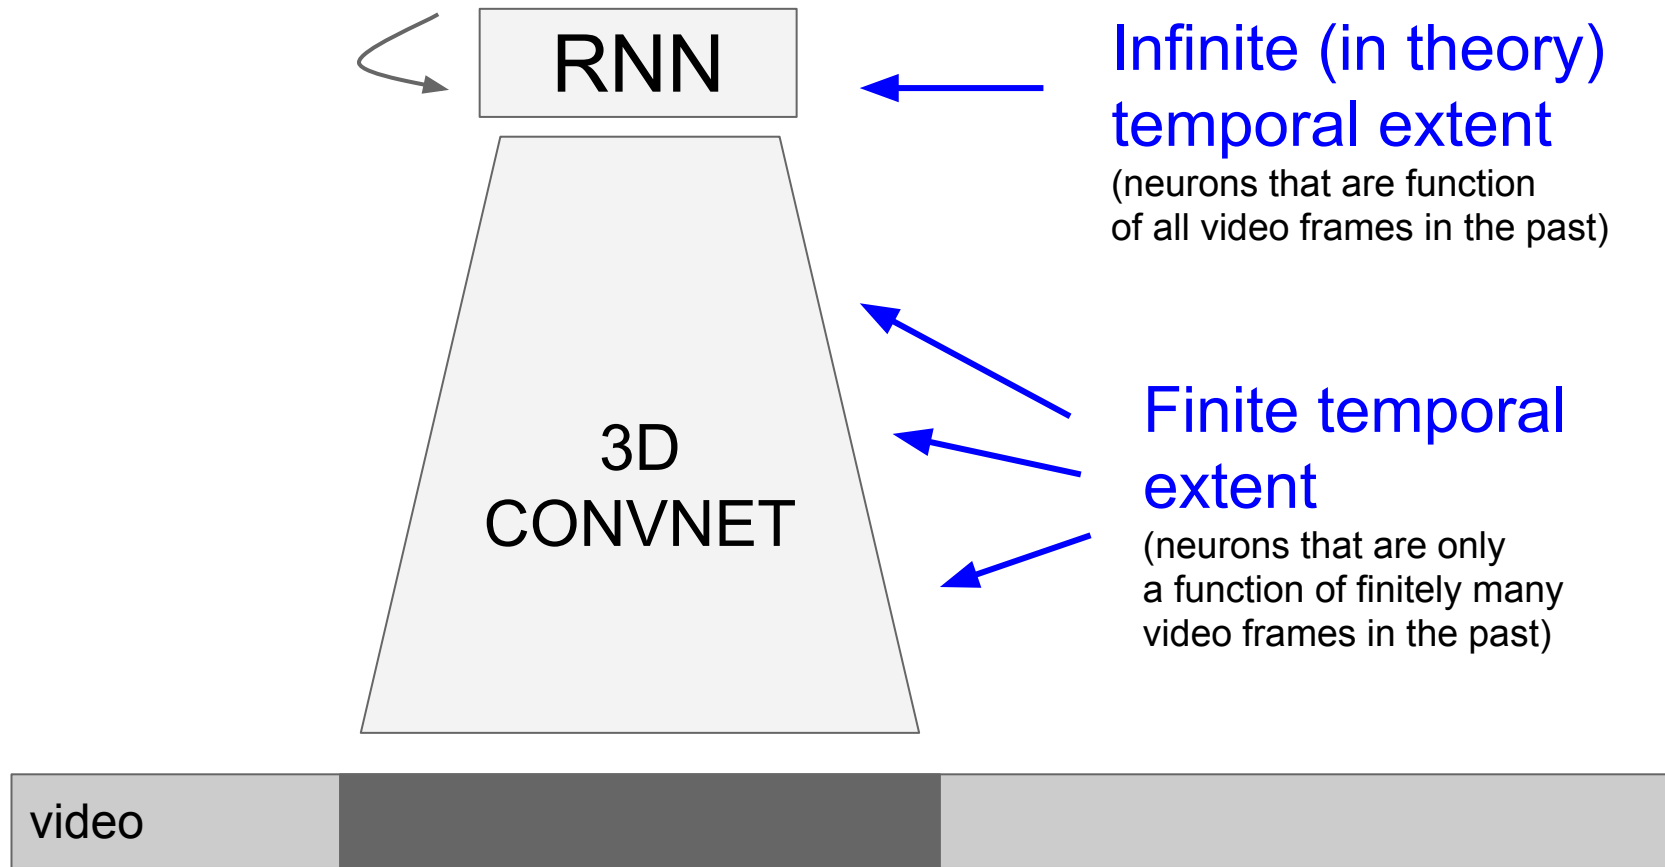 RNN
Infinite (in theory)
temporal extent
(neurons that are function
of all video frames in the past)
3D
CONVNET
Finite temporal
extent
(neurons that are only
a function of finitely many
video frames in the past)
video